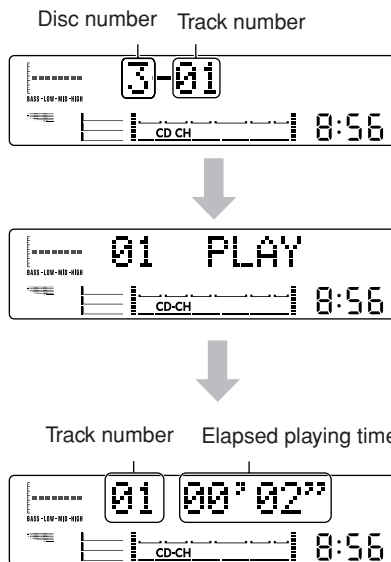 Disc number Track number
3-01
BASS-LOW-MID-HIGH
CD CH 8:56
01 PLAY
BASS-LOW-MID-HIGH
CD-CH 8:56
Track number Elapsed playing time
01 00’02”
BASS-LOW-MID-HIGH
CD-CH 8:56